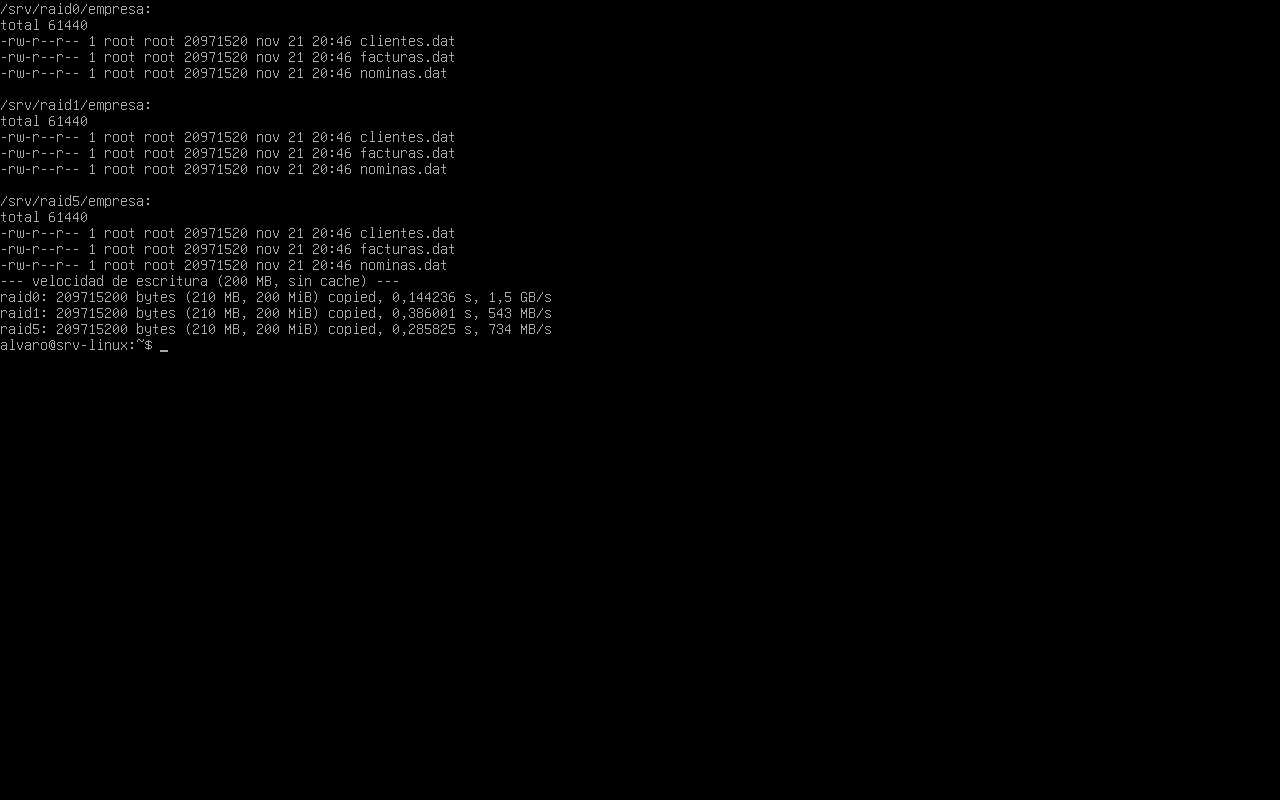 /srv/raid0/empresa:
total 61440
-rw-r--r-- 1 root root 20971520 nov 21 20:46 clientes.dat
-rw-r--r-- 1 root root 20971520 nov 21 20:46 facturas.dat
-rw-r--r-- 1 root root 20971520 nov 21 20:46 nominas.dat

/srv/raid1/empresa:
total 61440
-rw-r--r-- 1 root root 20971520 nov 21 20:46 clientes.dat
-rw-r--r-- 1 root root 20971520 nov 21 20:46 facturas.dat
-rw-r--r-- 1 root root 20971520 nov 21 20:46 nominas.dat

/srv/raid5/empresa:
total 61440
-rw-r--r-- 1 root root 20971520 nov 21 20:46 clientes.dat
-rw-r--r-- 1 root root 20971520 nov 21 20:46 facturas.dat
-rw-r--r-- 1 root root 20971520 nov 21 20:46 nominas.dat
--- velocidad de escritura (200 MB, sin cache) ---
raid0: 209715200 bytes (210 MB, 200 MiB) copied, 0,144236 s, 1,5 GB/s
raid1: 209715200 bytes (210 MB, 200 MiB) copied, 0,386001 s, 543 MB/s
raid5: 209715200 bytes (210 MB, 200 MiB) copied, 0,285825 s, 734 MB/s
alvaro@srv-linux:~$ _